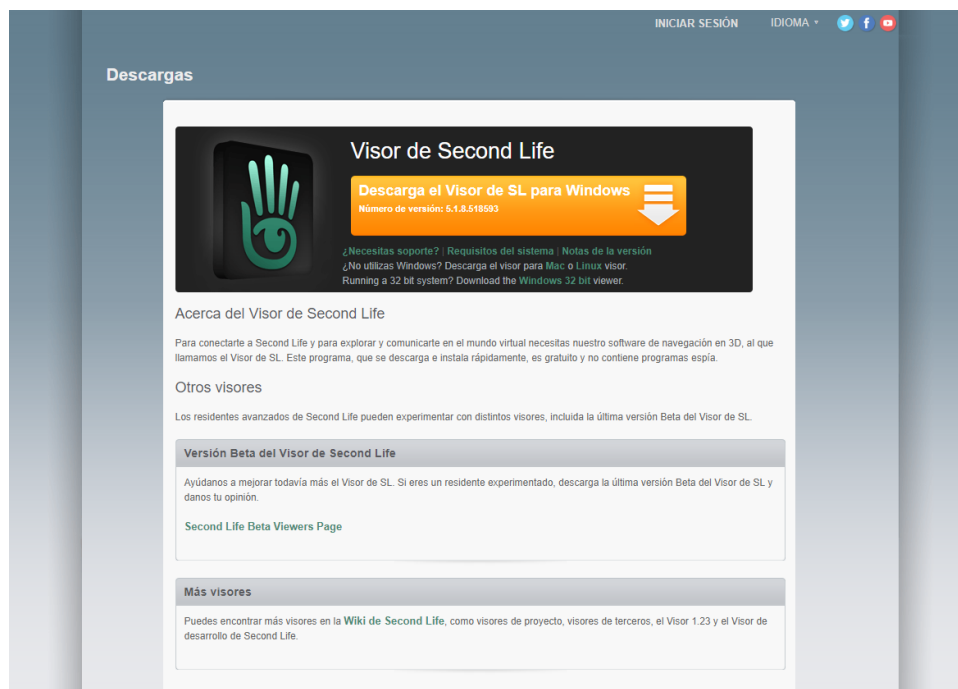 INICIAR SESIÓN IDIOMA
Descargas
Visor de Second Life
Descarga el Visor de SL para Windows
Número de versión: 5.1.8.518593
¿Necesitas soporte? | Requisitos del sistema | Notas de la versión
¿No utilizas Windows? Descarga el visor para Mac o Linux visor.
Running a 32 bit system? Download the Windows 32 bit viewer.
Acerca del Visor de Second Life
Para conectarte a Second Life y para explorar y comunicarte en el mundo virtual necesitas nuestro software de navegación en 3D, al que
llamamos el Visor de SL. Este programa, que se descarga e instala rápidamente, es gratuito y no contiene programas espía.
Otros visores
Los residentes avanzados de Second Life pueden experimentar con distintos visores, incluida la última versión Beta del Visor de SL.
Versión Beta del Visor de Second Life
Ayúdanos a mejorar todavía más el Visor de SL. Si eres un residente experimentado, descarga la última versión Beta del Visor de SL y
danos tu opinión.
Second Life Beta Viewers Page
Más visores
Puedes encontrar más visores en la Wiki de Second Life, como visores de proyecto, visores de terceros, el Visor 1.23 y el Visor de
desarrollo de Second Life.